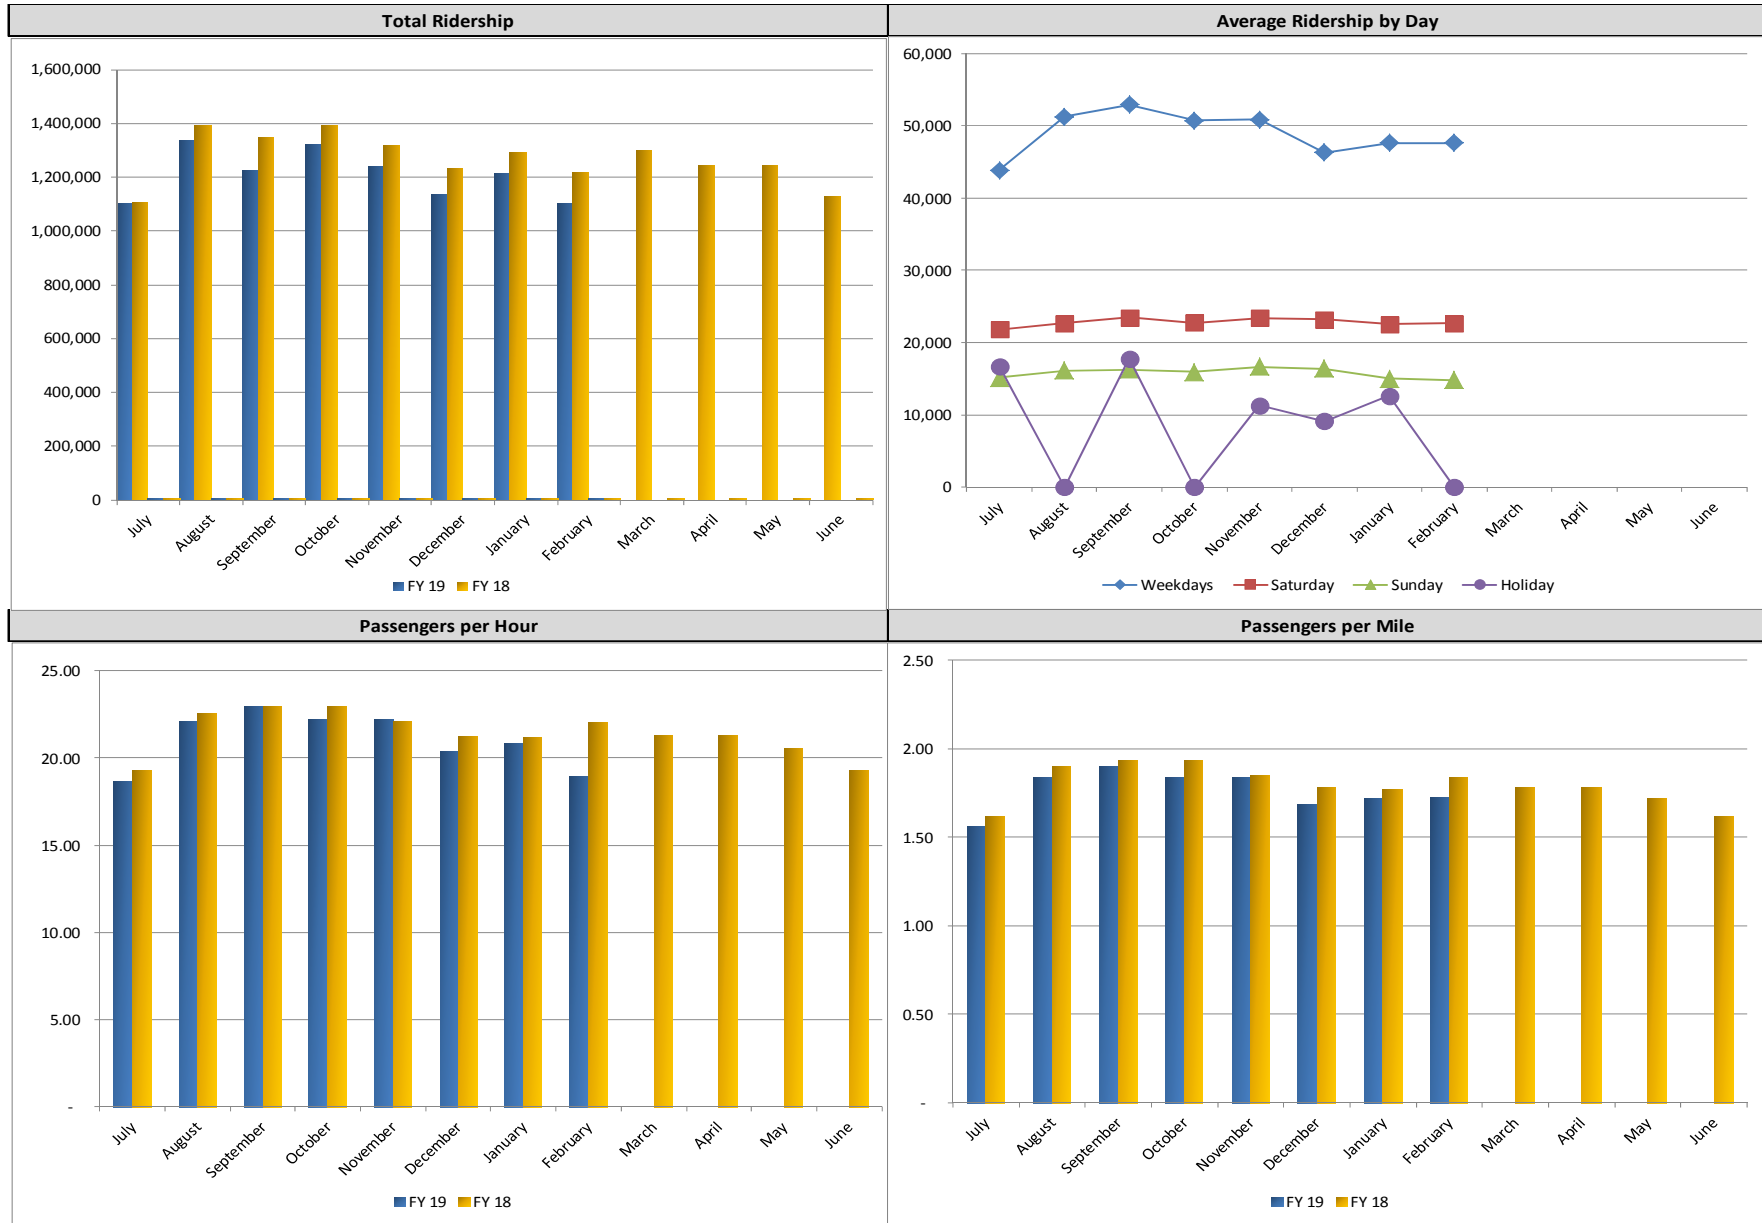 Total Ridership
1,600,000
1,400,000
1,200,000
1,000,000
800,000
600,000
400,000
200,000
0
July August September October November December January February March April May June
FY 19 FY 18
Average Ridership by Day
60,000
50,000
40,000
30,000
20,000
10,000
0
July August September October November December January February March April May June
Weekdays Saturday Sunday Holiday
Passengers per Hour
25.00
20.00
15.00
10.00
5.00
-
July August September October November December January February March April May June
FY 19 FY 18
Passengers per Mile
2.50
2.00
1.50
1.00
0.50
-
July August September October November December January February March April May June
FY 19 FY 18